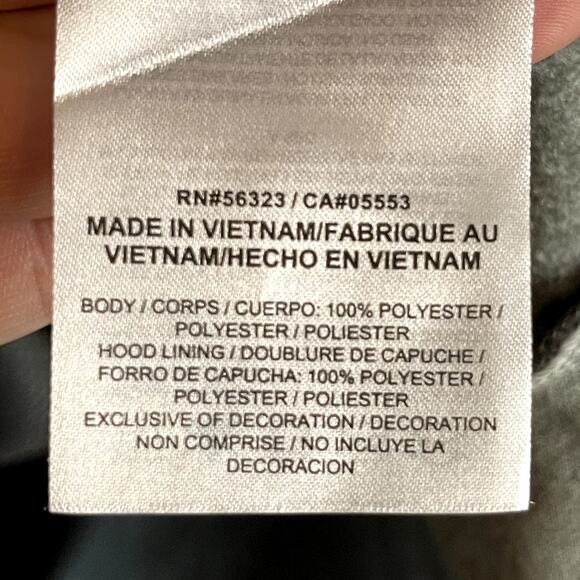 RN#56323 / CA#05553
MADE IN VIETNAM/FABRIQUE AU
VIETNAM/HECHO EN VIETNAM
BODY / CORPS / CUERPO: 100% POLYESTER /
POLYESTER / POLIESTER
HOOD LINING / DOUBLURE DE CAPUCHE /
FORRO DE CAPUCHA: 100% POLYESTER /
POLYESTER / POLIESTER
EXCLUSIVE OF DECORATION / DECORATION
NON COMPRISE / NO INCLUYE LA
DECORACION